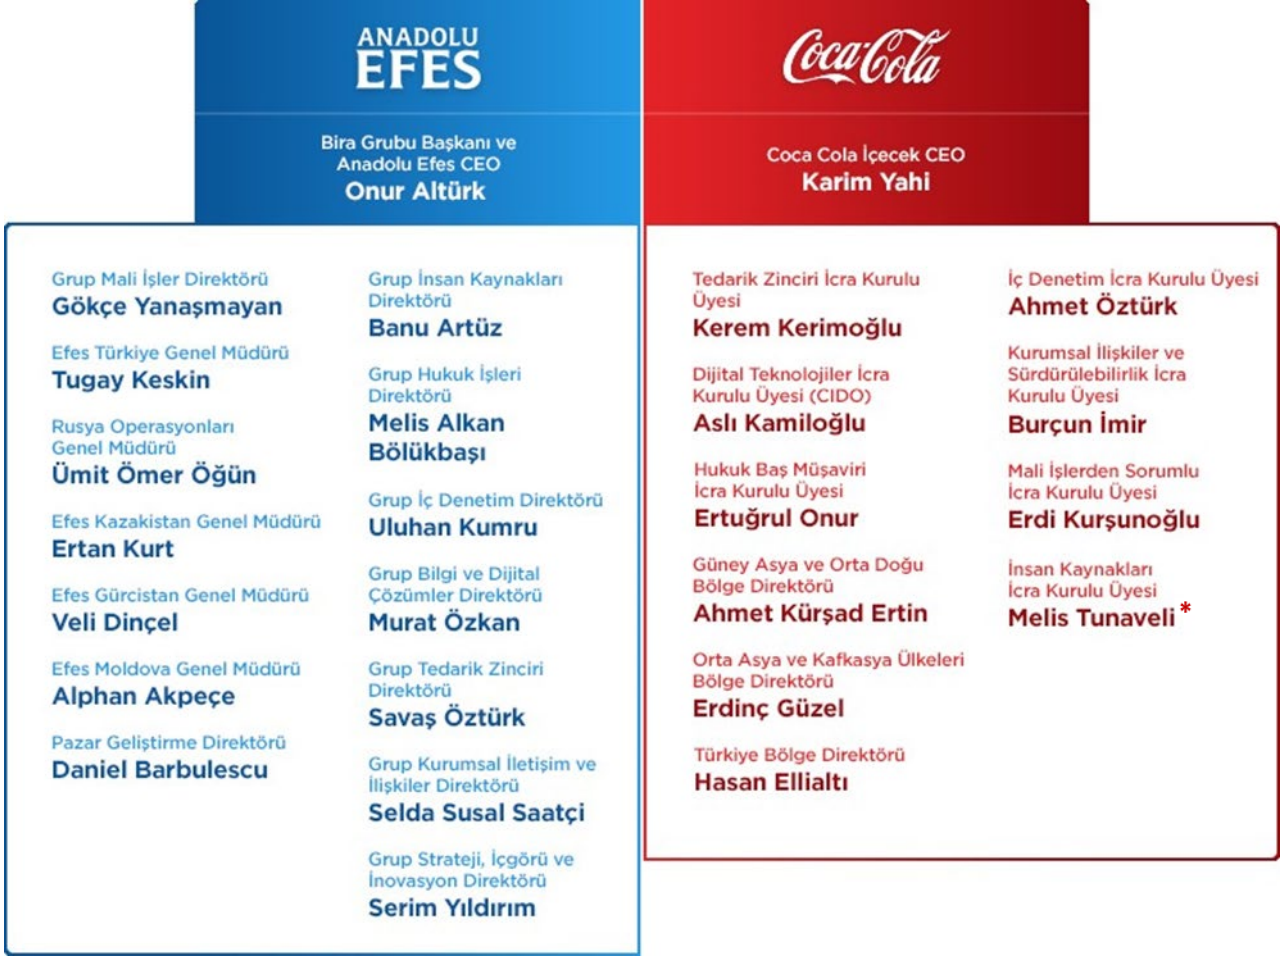 ANADOLU
EFES
Bira Grubu Başkanı ve
Anadolu Efes CEO
Onur Altürk
Grup Mali İşler Direktörü
Gökçe Yanaşmayan
Efes Türkiye Genel Müdürü
Tugay Keskin
Rusya Operasyonları
Genel Müdürü
Ümit Ömer Öğün
Efes Kazakistan Genel Müdürü
Ertan Kurt
Efes Gürcistan Genel Müdürü
Veli Dinçel
Efes Moldova Genel Müdürü
Alphan Akpeçe
Pazar Geliştirme Direktörü
Daniel Barbulescu
Grup İnsan Kaynakları
Direktörü
Banu Artüz
Grup Hukuk İşleri
Direktörü
Melis Alkan
Bölükbaşı
Grup İç Denetim Direktörü
Uluhan Kumru
Grup Bilgi ve Dijital
Çözümler Direktörü
Murat Özkan
Grup Tedarik Zinciri
Direktörü
Savaş Öztürk
Grup Kurumsal İletişim ve
İlişkiler Direktörü
Selda Susal Saatçi
Grup Strateji, İçgörü ve
İnovasyon Direktörü
Serim Yıldırım
Coca-Cola
Coca Cola İçecek CEO
Karim Yahi
Tedarik Zinciri İcra Kurulu
Üyesi
Kerem Kerimoğlu
Dijital Teknolojiler İcra
Kurulu Üyesi (CIDO)
Aslı Kamiloğlu
Hukuk Baş Müşaviri
İcra Kurulu Üyesi
Ertuğrul Onur
Güney Asya ve Orta Doğu
Bölge Direktörü
Ahmet Kürşad Ertin
Orta Asya ve Kafkasya Ülkeleri
Bölge Direktörü
Erdinç Güzel
Türkiye Bölge Direktörü
Hasan Ellialtı
İç Denetim İcra Kurulu Üyesi
Ahmet Öztürk
Kurumsal İlişkiler ve
Sürdürülebilirlik İcra
Kurulu Üyesi
Burçun İmir
Mali İşlerden Sorumlu
İcra Kurulu Üyesi
Erdi Kurşunoğlu
İnsan Kaynakları
İcra Kurulu Üyesi
Melis Tunaveli *